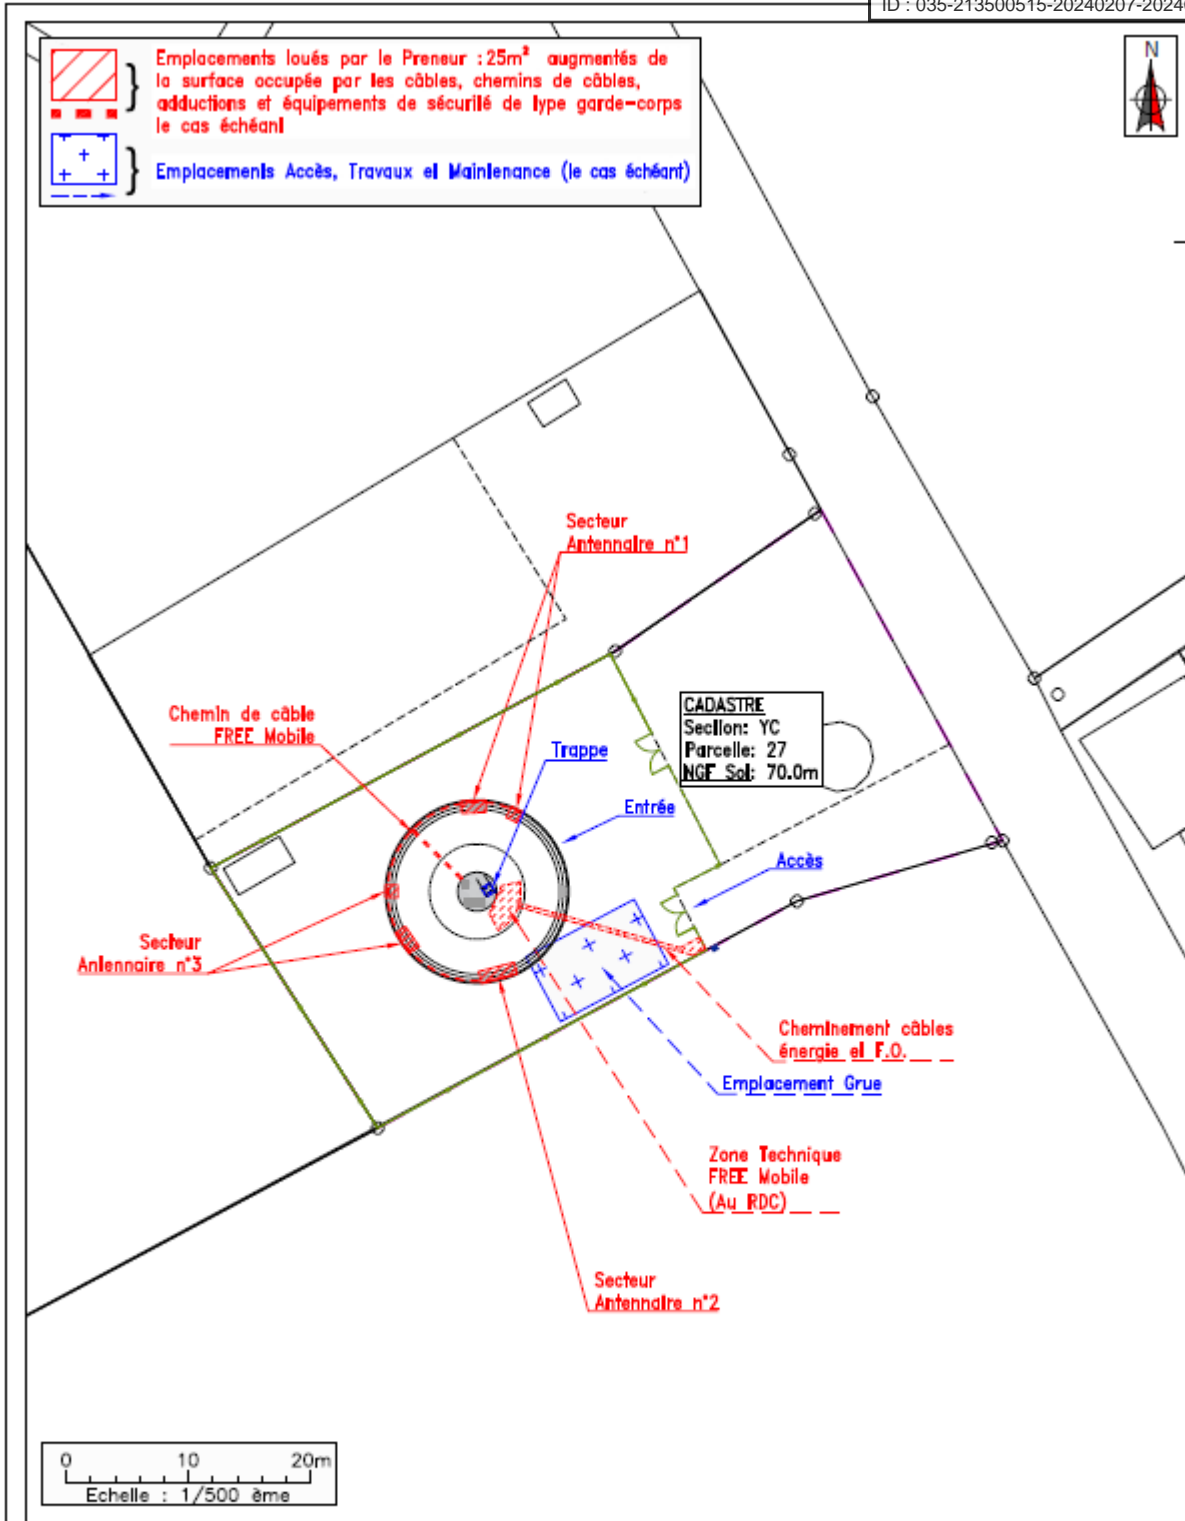 ID : 035-213500515-20240207-2024
Emplacements loués par le Preneur : 25m² augmentés de
la surface occupée par les câbles, chemins de câbles,
adductions et équipements de sécurité de type garde-corps
le cas échéant
Emplacements Accès, Travaux et Maintenance (le cas échéant)
N
Secteur
Antennaire n°1
Chemin de câble
FREE Mobile
Trappe
CADASTRE
Section: YC
Parcelle: 27
NGF Sol: 70.0m
Entrée
Accès
Secteur
Antennaire n°3
Cheminement câbles
énergie et F.O.
Emplacement Grue
Zone Technique
FREE Mobile
(Au RDC)
Secteur
Antennaire n°2
0 10 20m
Echelle : 1/500 ème